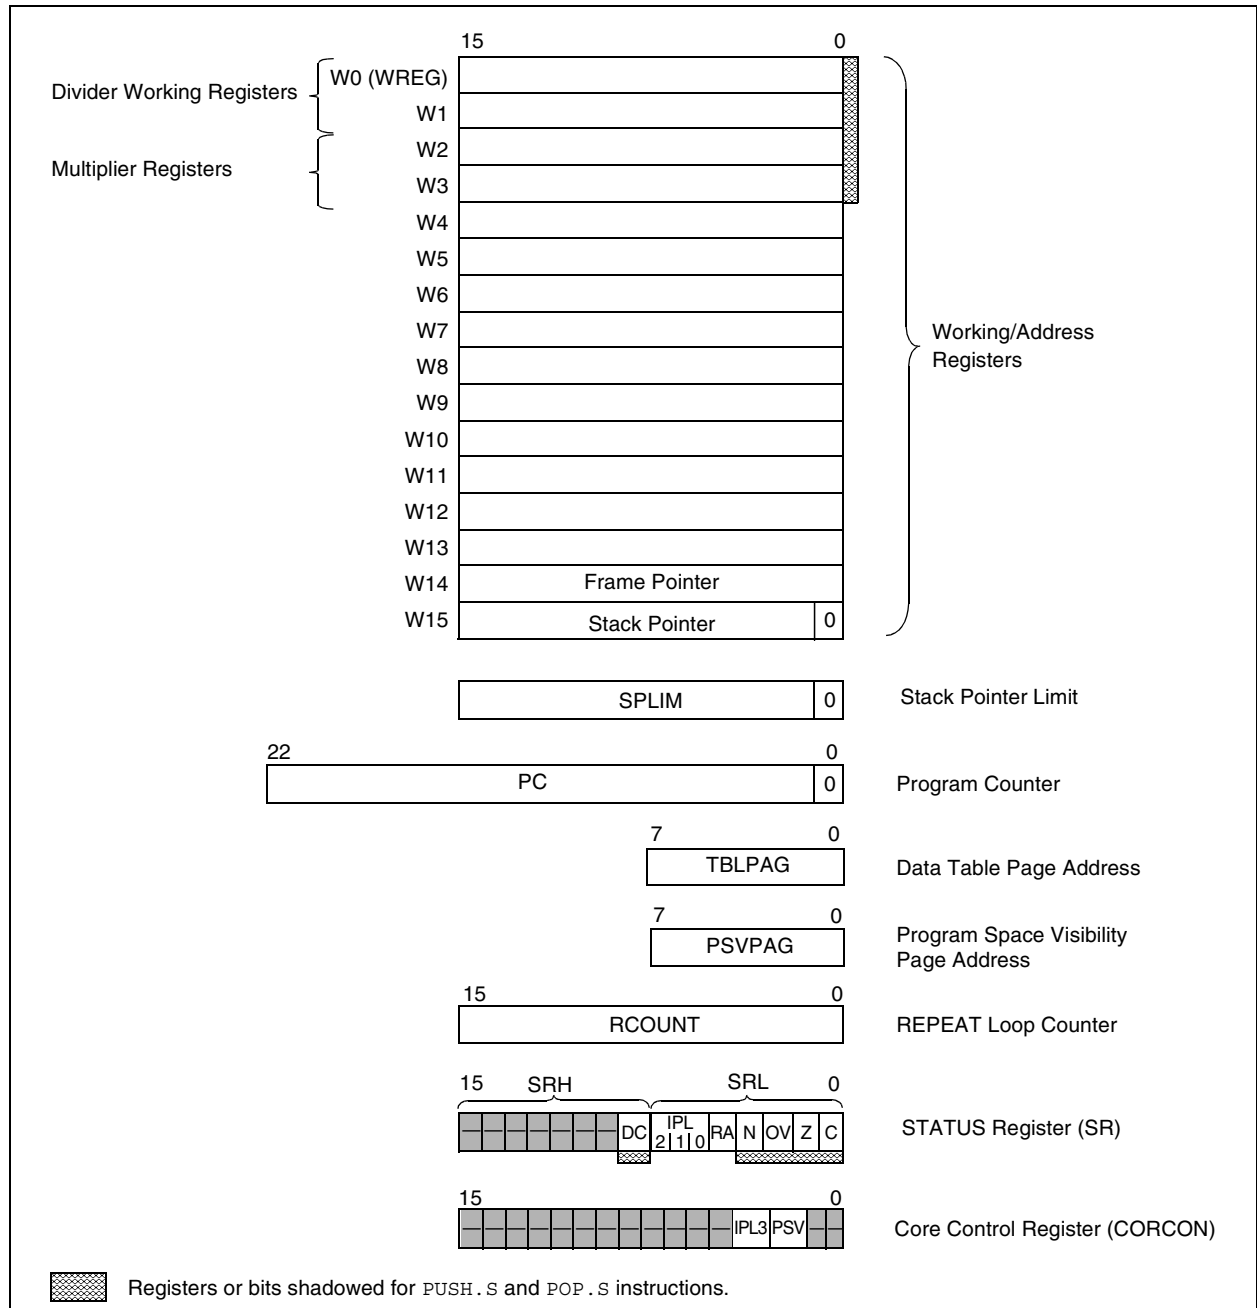 15 0
Divider Working Registers
W0 (WREG)
W1
Multiplier Registers
W2
W3
W4
W5
W6
W7
W8
W9
W10
W11
W12
W13
W14 Frame Pointer
W15 Stack Pointer 0
Working/Address
Registers
SPLIM 0 Stack Pointer Limit
22 0
PC 0 Program Counter
7 0
TBLPAG Data Table Page Address
7 0
PSVPAG Program Space Visibility
Page Address
15 0
RCOUNT REPEAT Loop Counter
15 SRH SRL 0
— — — — — — — DC IPL 2 1 0 RA N OV Z C STATUS Register (SR)
15 0
— — — — — — — — — — — — IPL3 PSV — — Core Control Register (CORCON)
Registers or bits shadowed for PUSH.S and POP.S instructions.